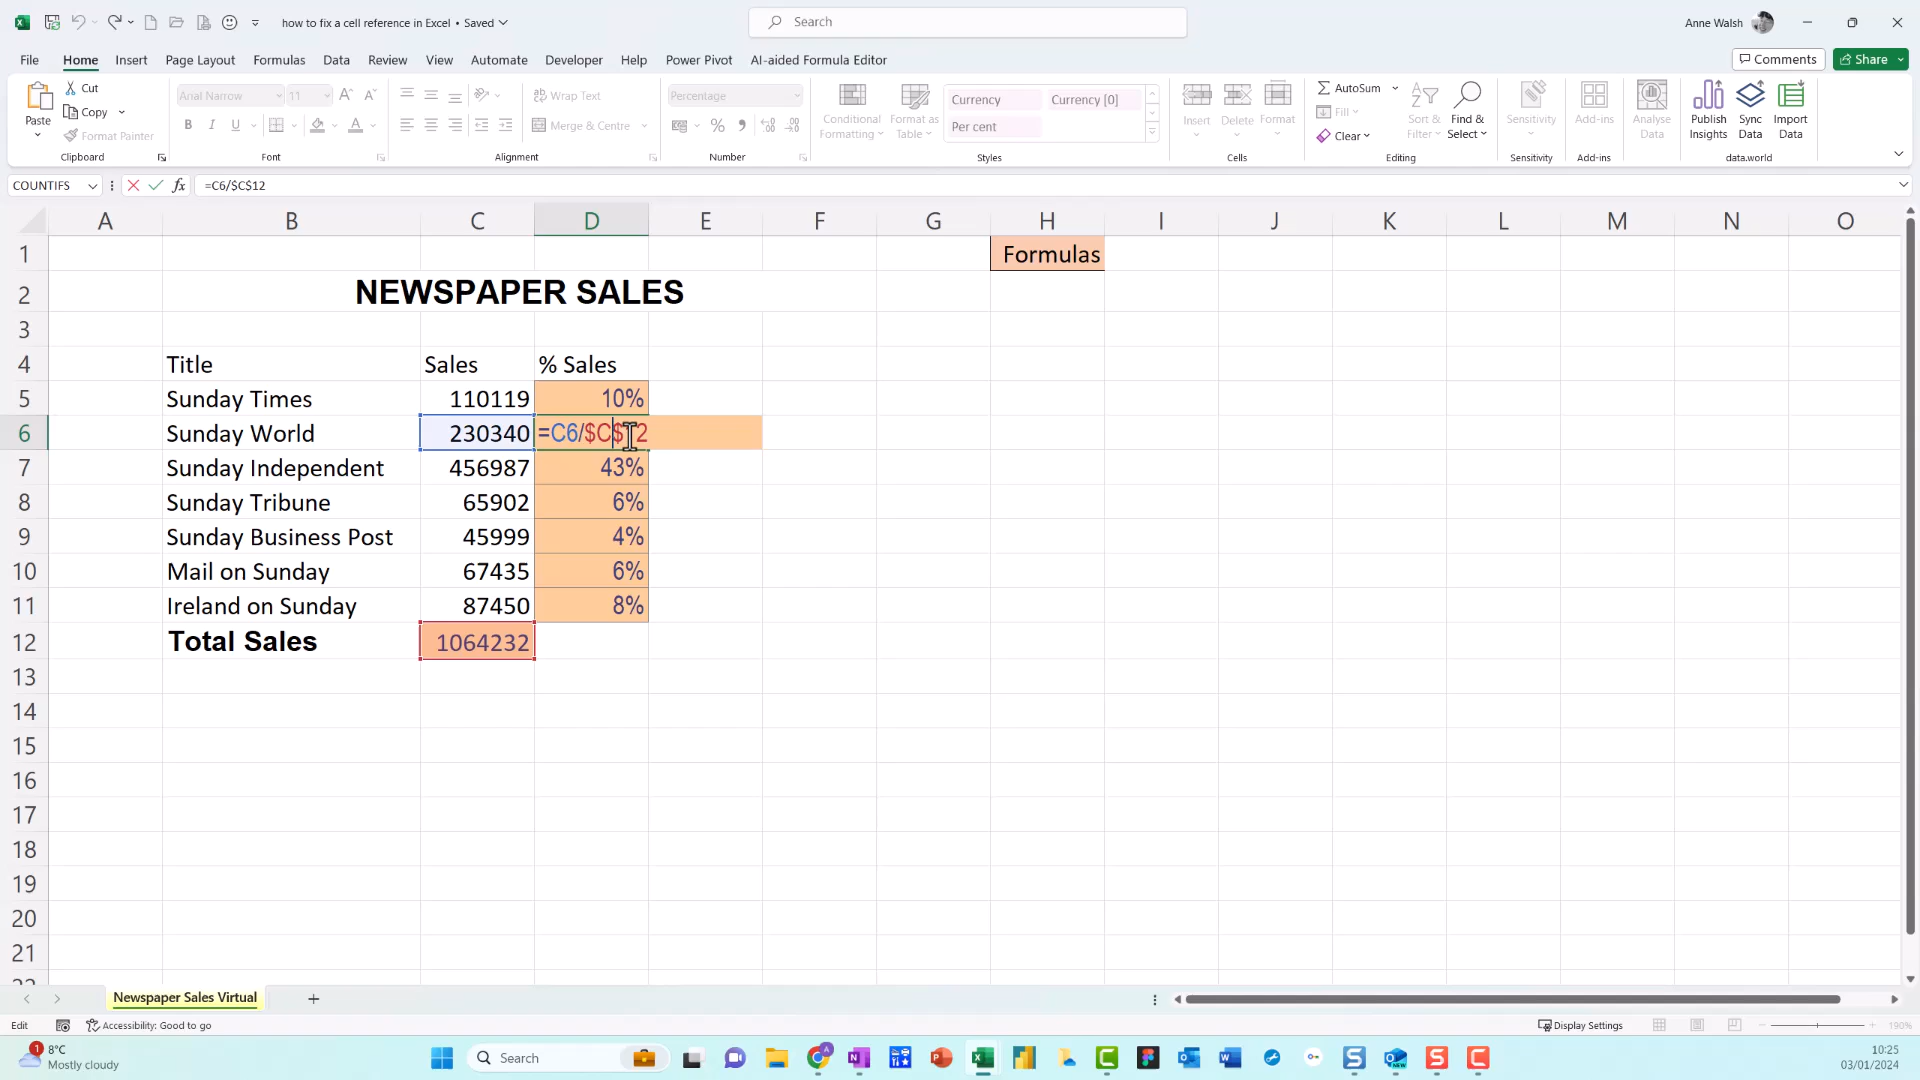 how to fix a cell reference in Excel • Saved
Search
Anne Walsh
File Home Insert Page Layout Formulas Data Review View Automate Developer Help Power Pivot AI-aided Formula Editor
Comments Share
Paste
Cut
Copy
Format Painter
Clipboard
Arial Narrow 11
B I U
Font
Wrap Text
Merge & Centre
Alignment
Percentage
Number
Conditional Formatting
Format as Table
Currency Currency [0]
Per cent
Styles
Insert Delete Format
Cells
AutoSum
Fill
Clear
Sort & Filter
Find & Select
Editing
Sensitivity
Sensitivity
Add-ins
Add-ins
Analyse Data
Publish Insights
Sync Data
Import Data
data.world
COUNTIFS fx =C6/$C$12
A B C D E F G H I J K L M N O
1 Formulas
2 NEWSPAPER SALES
3
4 Title Sales % Sales
5 Sunday Times 110119 10%
6 Sunday World 230340 =C6/$C$12
7 Sunday Independent 456987 43%
8 Sunday Tribune 65902 6%
9 Sunday Business Post 45999 4%
10 Mail on Sunday 67435 6%
11 Ireland on Sunday 87450 8%
12 Total Sales 1064232
13
14
15
16
17
18
19
20
21
22
Newspaper Sales Virtual
Edit Accessibility: Good to go Display Settings 190%
1
8°C
Mostly cloudy
Search
10:25
03/01/2024